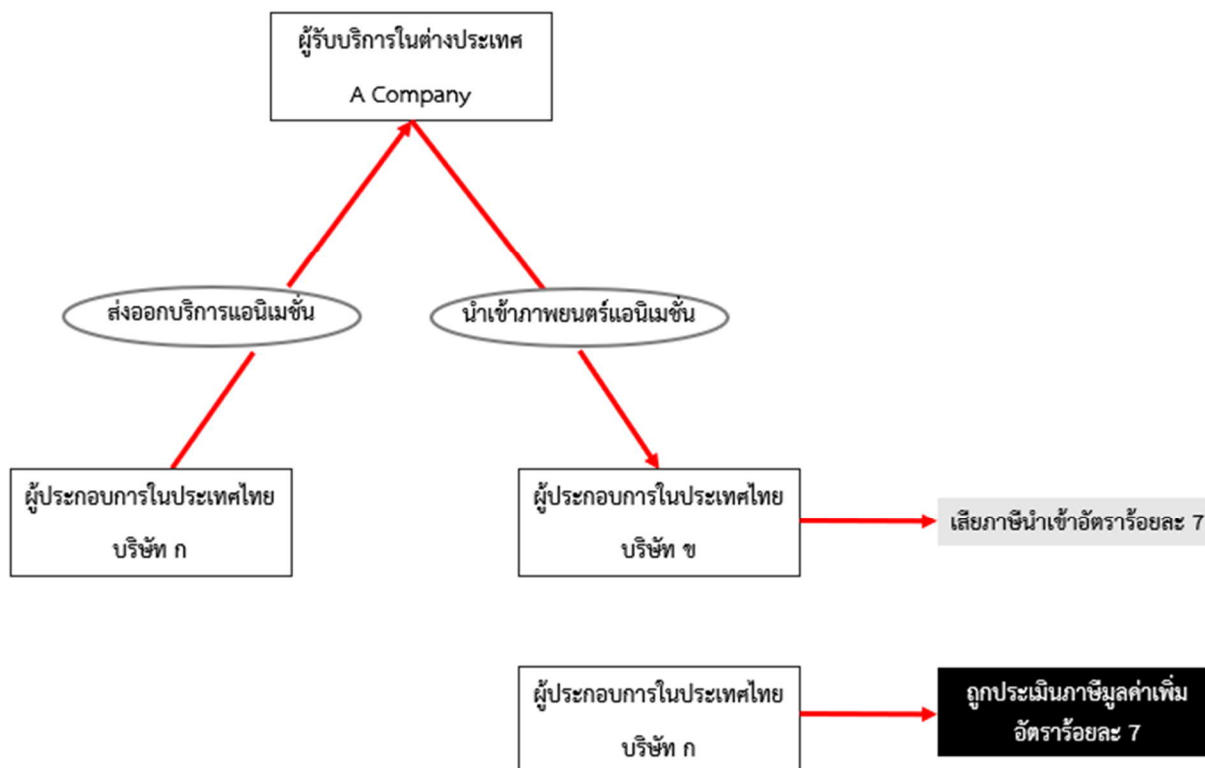 ผู้รับบริการในต่างประเทศ
A Company
ส่งออกบริการแอนิเมชั่น
นำเข้าภาพยนตร์แอนิเมชั่น
ผู้ประกอบการในประเทศไทย
บริษัท ก
ผู้ประกอบการในประเทศไทย
บริษัท ข
เสียภาษีนำเข้าอัตราร้อยละ 7
ผู้ประกอบการในประเทศไทย
บริษัท ก
ถูกประเมินภาษีมูลค่าเพิ่ม
อัตราร้อยละ 7